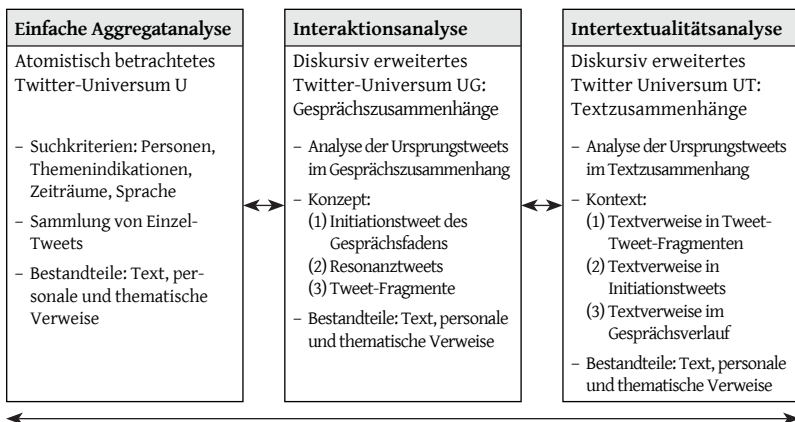 Einfache Aggregatanalyse
Atomistisch betrachtetes
Twitter-Universum U
– Suchkriterien: Personen,
Themenindikationen,
Zeiträume, Sprache
– Sammlung von Einzel-
Tweets
– Bestandteile: Text, per-
sonale und thematische
Verweise
Interaktionsanalyse
Diskursiv erweitertes
Twitter-Universum UG:
Gesprächszusammenhänge
– Analyse der Ursprungstweets
im Gesprächszusammenhang
– Konzept:
(1) Initiationstweet des
Gesprächsfadens
(2) Resonanztweets
(3) Tweet-Fragmente
– Bestandteile: Text, personale
und thematische Verweise
Intertextualitätsanalyse
Diskursiv erweitertes
Twitter Universum UT:
Textzusammenhänge
– Analyse der Ursprungstweets
im Textzusammenhang
– Kontext:
(1) Textverweise in Tweet-
Tweet-Fragmenten
(2) Textverweise in
Initiationstweets
(3) Textverweise im
Gesprächsverlauf
– Bestandteile: Text, personale
und thematische Verweise